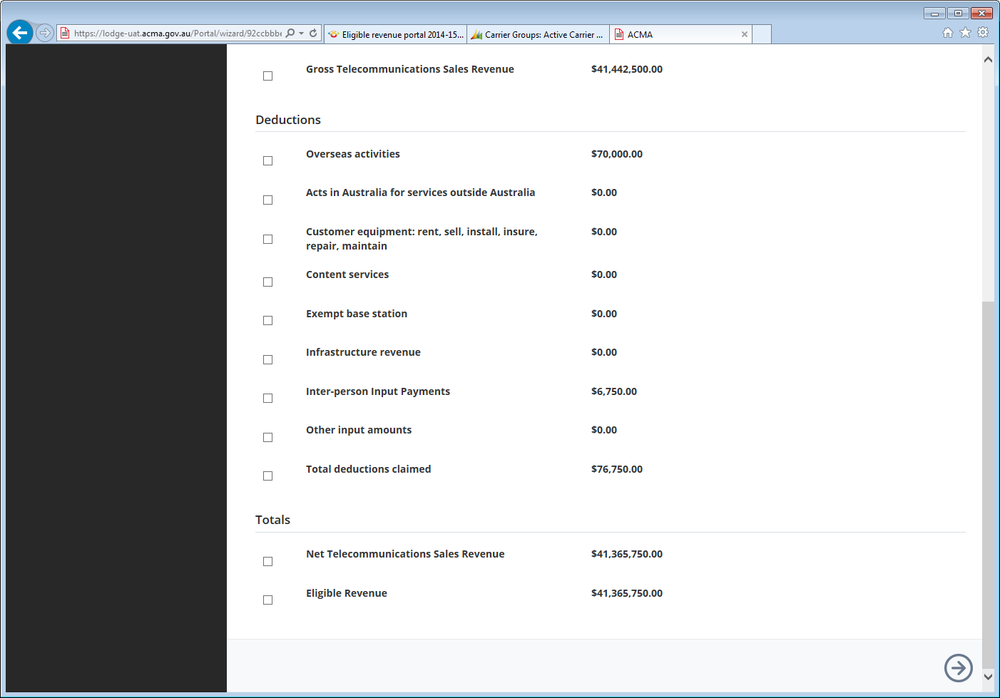 https://lodge-uat.acma.gov.au/Portal/wizard/92ccbbb
Eligible revenue portal 2014-15...
Carrier Groups: Active Carrier ...
ACMA
Gross Telecommunications Sales Revenue $41,442,500.00
Deductions
Overseas activities $70,000.00
Acts in Australia for services outside Australia $0.00
Customer equipment: rent, sell, install, insure, $0.00
repair, maintain
Content services $0.00
Exempt base station $0.00
Infrastructure revenue $0.00
Inter-person Input Payments $6,750.00
Other input amounts $0.00
Total deductions claimed $76,750.00
Totals
Net Telecommunications Sales Revenue $41,365,750.00
Eligible Revenue $41,365,750.00